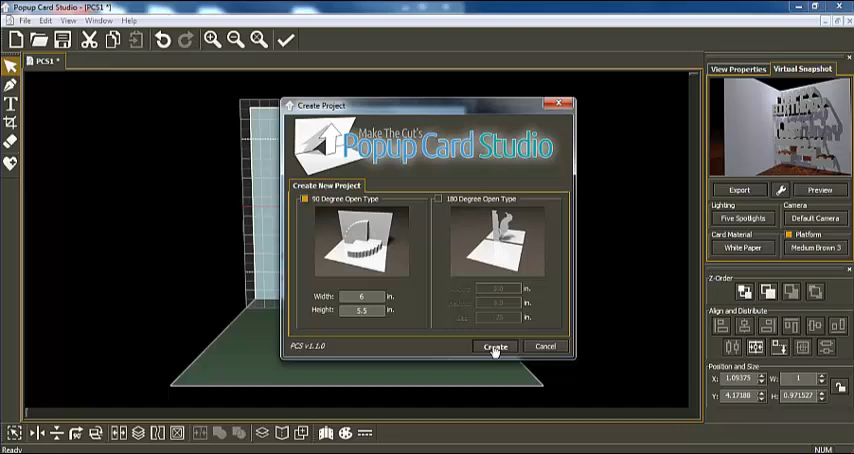 Popup Card Studio - [PCS1 *]
File Edit View Window Help
PCS1 *
View Properties Virtual Snapshot
Create Project
Make The Cut's
Popup Card Studio
Create New Project
90 Degree Open Type
180 Degree Open Type
Width: 6 in.
Height: 5.5 in.
in.
in.
in.
PCS v1.1.0
Create
Cancel
BIRTHDAY
Export
Preview
Lighting
Camera
Five Spotlights
Default Camera
Card Material
Platform
White Paper
Medium Brown 3
Z-Order
Align and Distribute
Position and Size
X: 1.09375 W: 1
Y: 4.17188 H: 0.971527
Ready
NUM